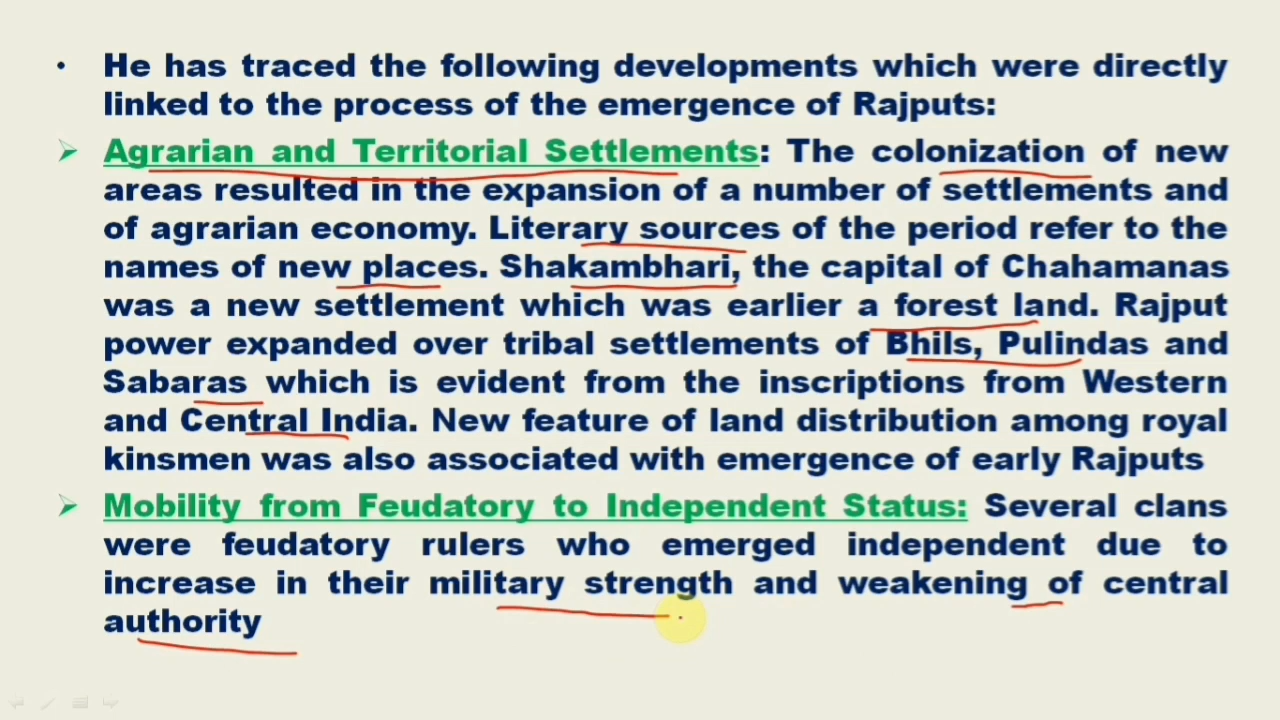 • He has traced the following developments which were directly
linked to the process of the emergence of Rajputs:
➢ Agrarian and Territorial Settlements: The colonization of new
areas resulted in the expansion of a number of settlements and
of agrarian economy. Literary sources of the period refer to the
names of new places. Shakambhari, the capital of Chahamanas
was a new settlement which was earlier a forest land. Rajput
power expanded over tribal settlements of Bhils, Pulindas and
Sabaras which is evident from the inscriptions from Western
and Central India. New feature of land distribution among royal
kinsmen was also associated with emergence of early Rajputs
➢ Mobility from Feudatory to Independent Status: Several clans
were feudatory rulers who emerged independent due to
increase in their military strength and weakening of central
authority